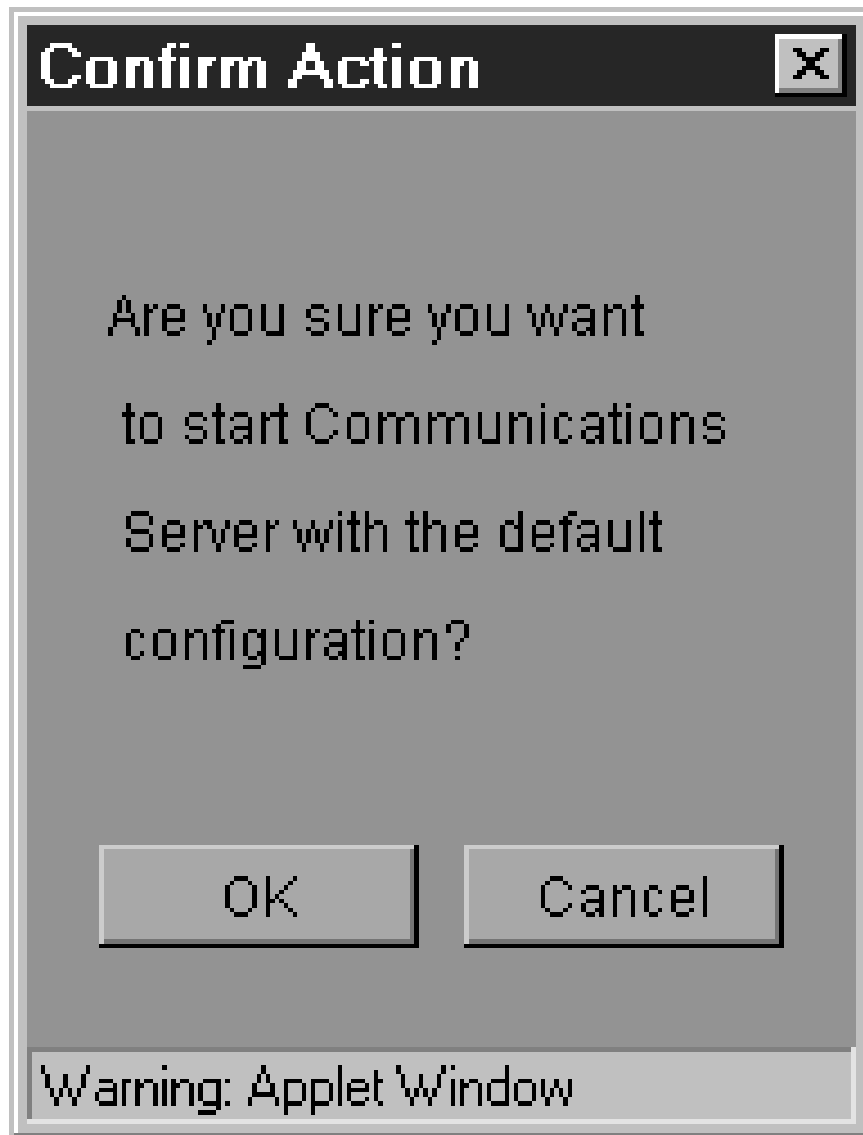 Confirm Action
Are you sure you want
to start Communications
Server with the default
configuration?
OK Cancel
Warning: Applet Window